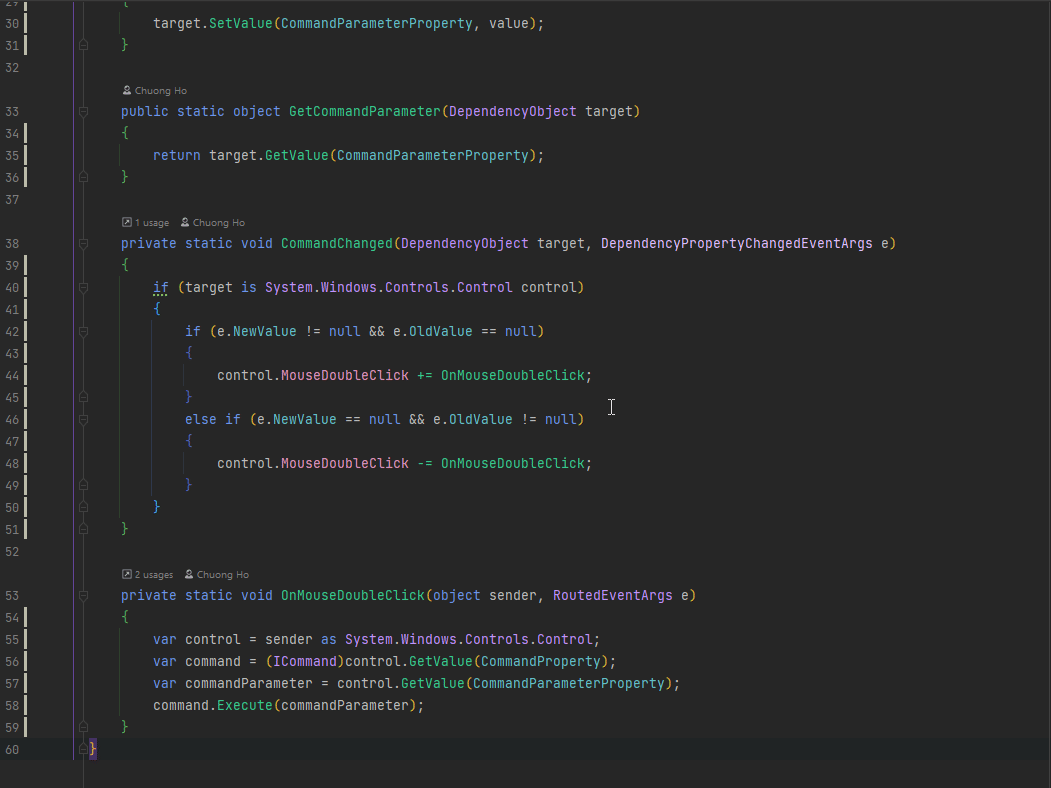 29 {
30 target.SetValue(CommandParameterProperty, value);
31 }
32
Chuong Ho
33 public static object GetCommandParameter(DependencyObject target)
34 {
35 return target.GetValue(CommandParameterProperty);
36 }
37
1 usage Chuong Ho
38 private static void CommandChanged(DependencyObject target, DependencyPropertyChangedEventArgs e)
39 {
40 if (target is System.Windows.Controls.Control control)
41 {
42 if (e.NewValue != null && e.OldValue == null)
43 {
44 control.MouseDoubleClick += OnMouseDoubleClick;
45 }
46 else if (e.NewValue == null && e.OldValue != null)
47 {
48 control.MouseDoubleClick -= OnMouseDoubleClick;
49 }
50 }
51 }
52
2 usages Chuong Ho
53 private static void OnMouseDoubleClick(object sender, RoutedEventArgs e)
54 {
55 var control = sender as System.Windows.Controls.Control;
56 var command = (ICommand)control.GetValue(CommandProperty);
57 var commandParameter = control.GetValue(CommandParameterProperty);
58 command.Execute(commandParameter);
59 }
60 }